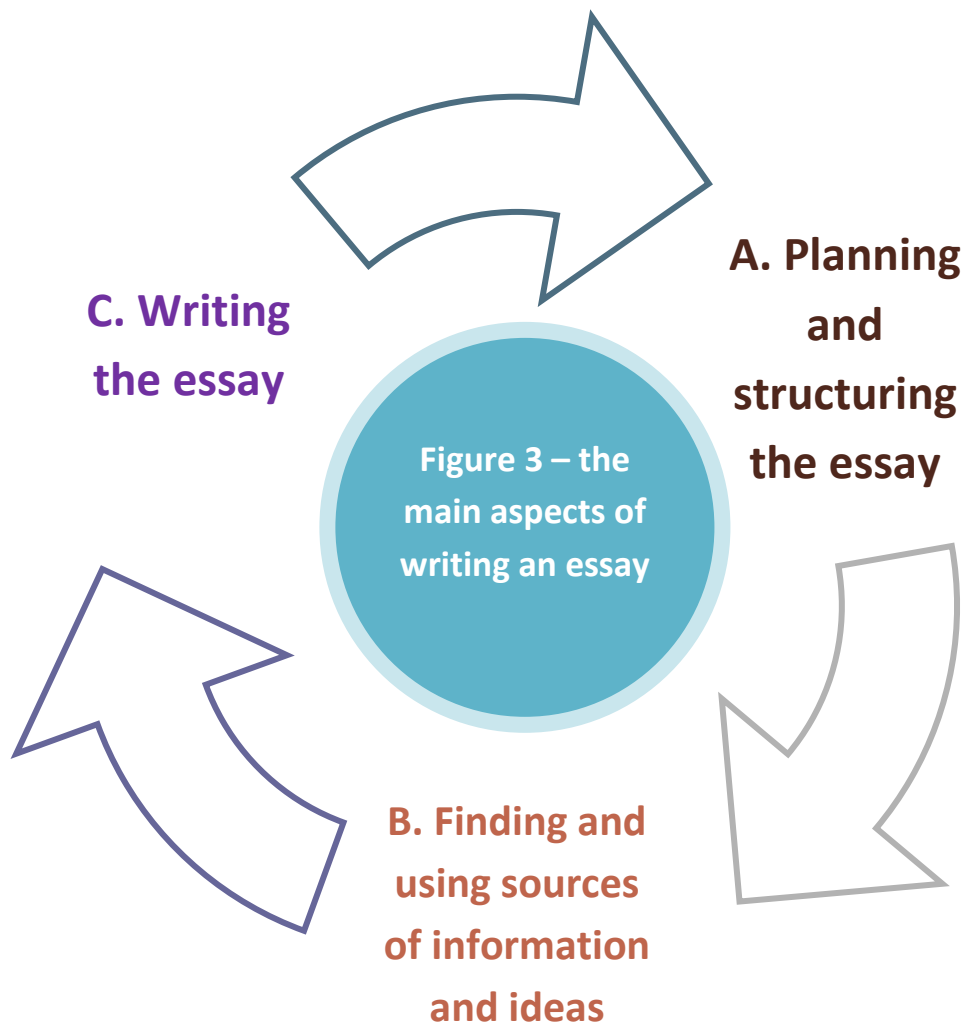 A. Planning
and
structuring
the essay
C. Writing
the essay
Figure 3 – the
main aspects of
writing an essay
B. Finding and
using sources
of information
and ideas